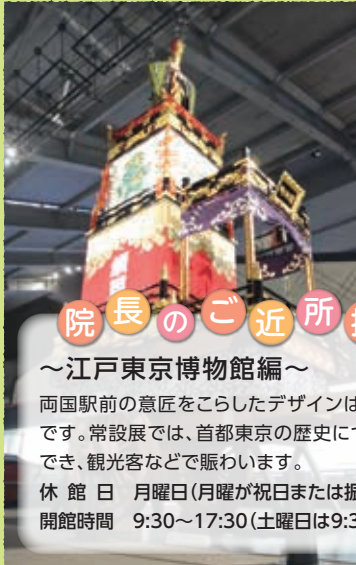 院長のご近所
～江戸東京博物館編～
両国駅前の意匠をこらしたデザインは
です。常設展では、首都東京の歴史に
でき、観光客などで賑わいます。
休 館 日　月曜日(月曜が祝日または振
開館時間　9:30～17:30(土曜日は9:3